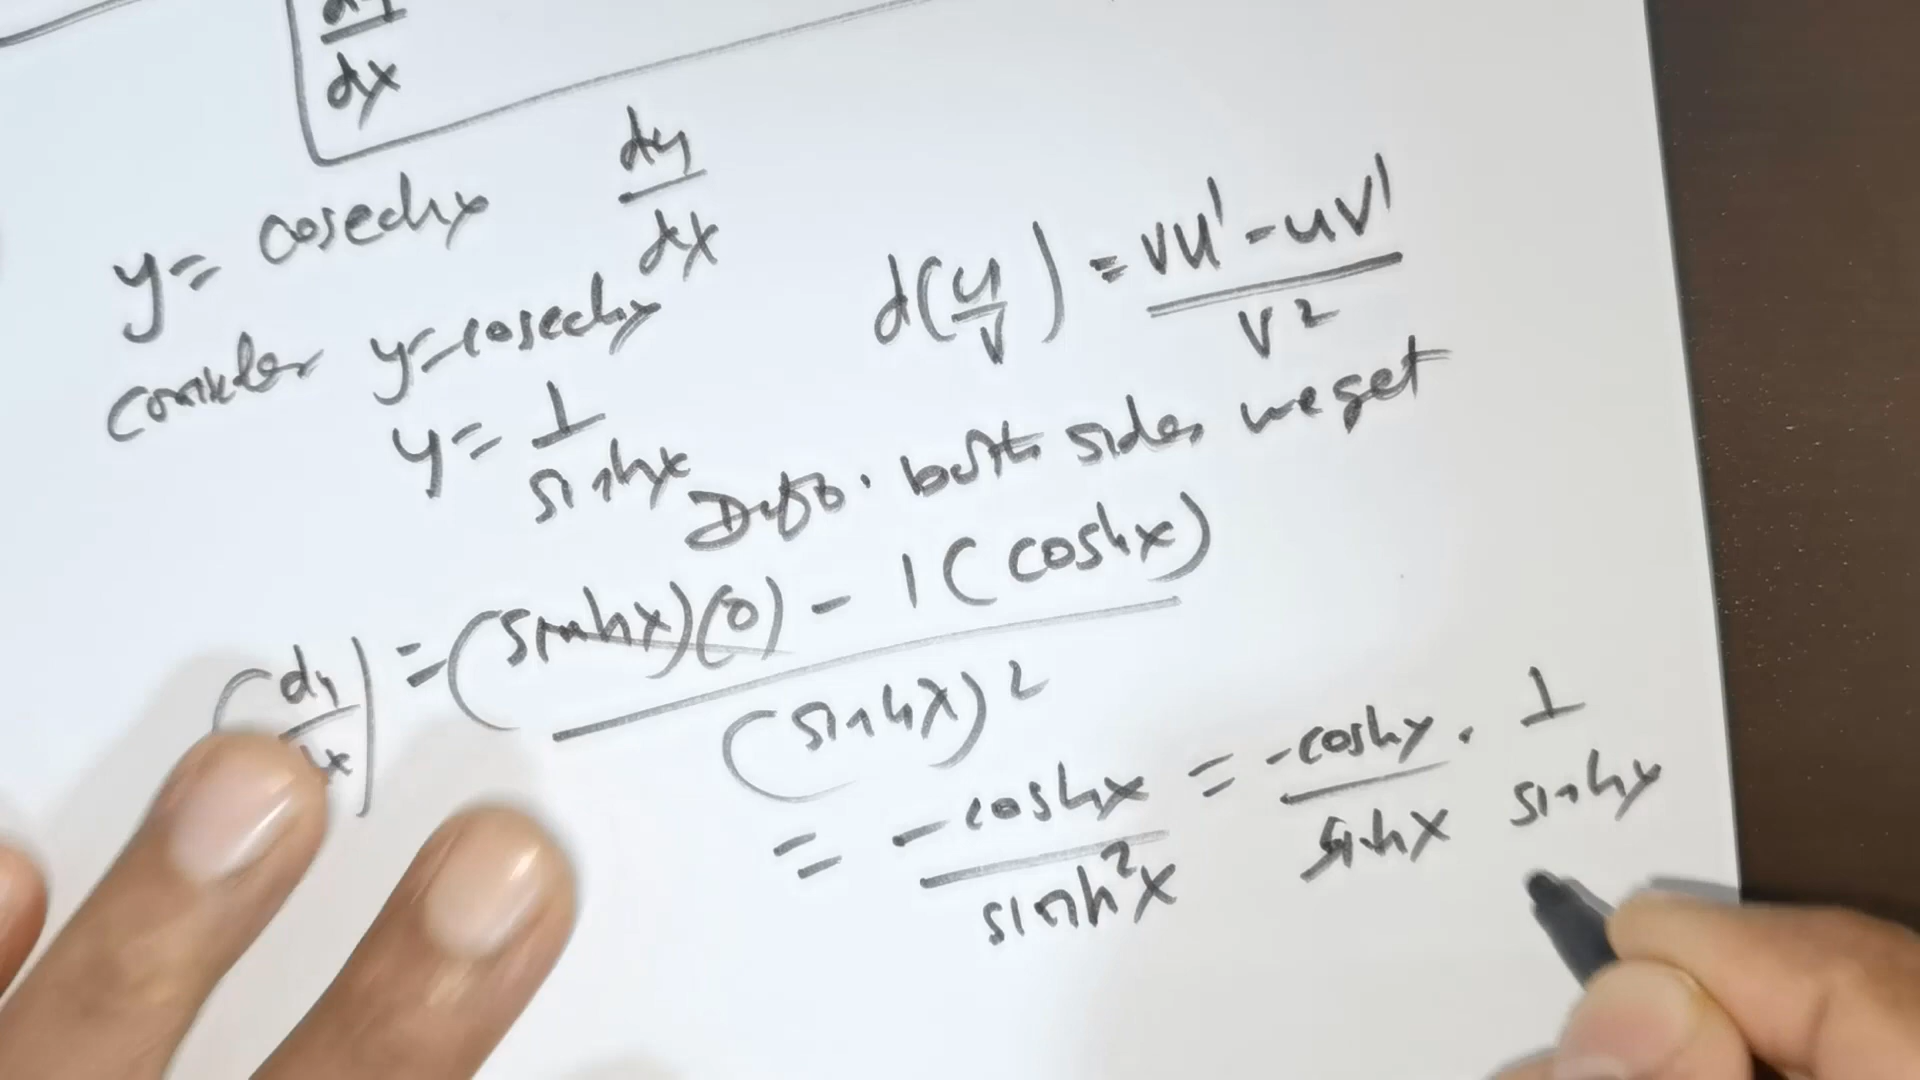 dy/dx
y = cosechx dy/dx
consider y = cosechx
d(u/v) = vu' - uv' / v²
y = 1/sinhx
Diff. both sides we get
(dy/dx) = (sinhx)(0) - 1(coshx) / (sinhx)²
= -coshx/sinh²x = -coshx/sinhx . 1/sinhx